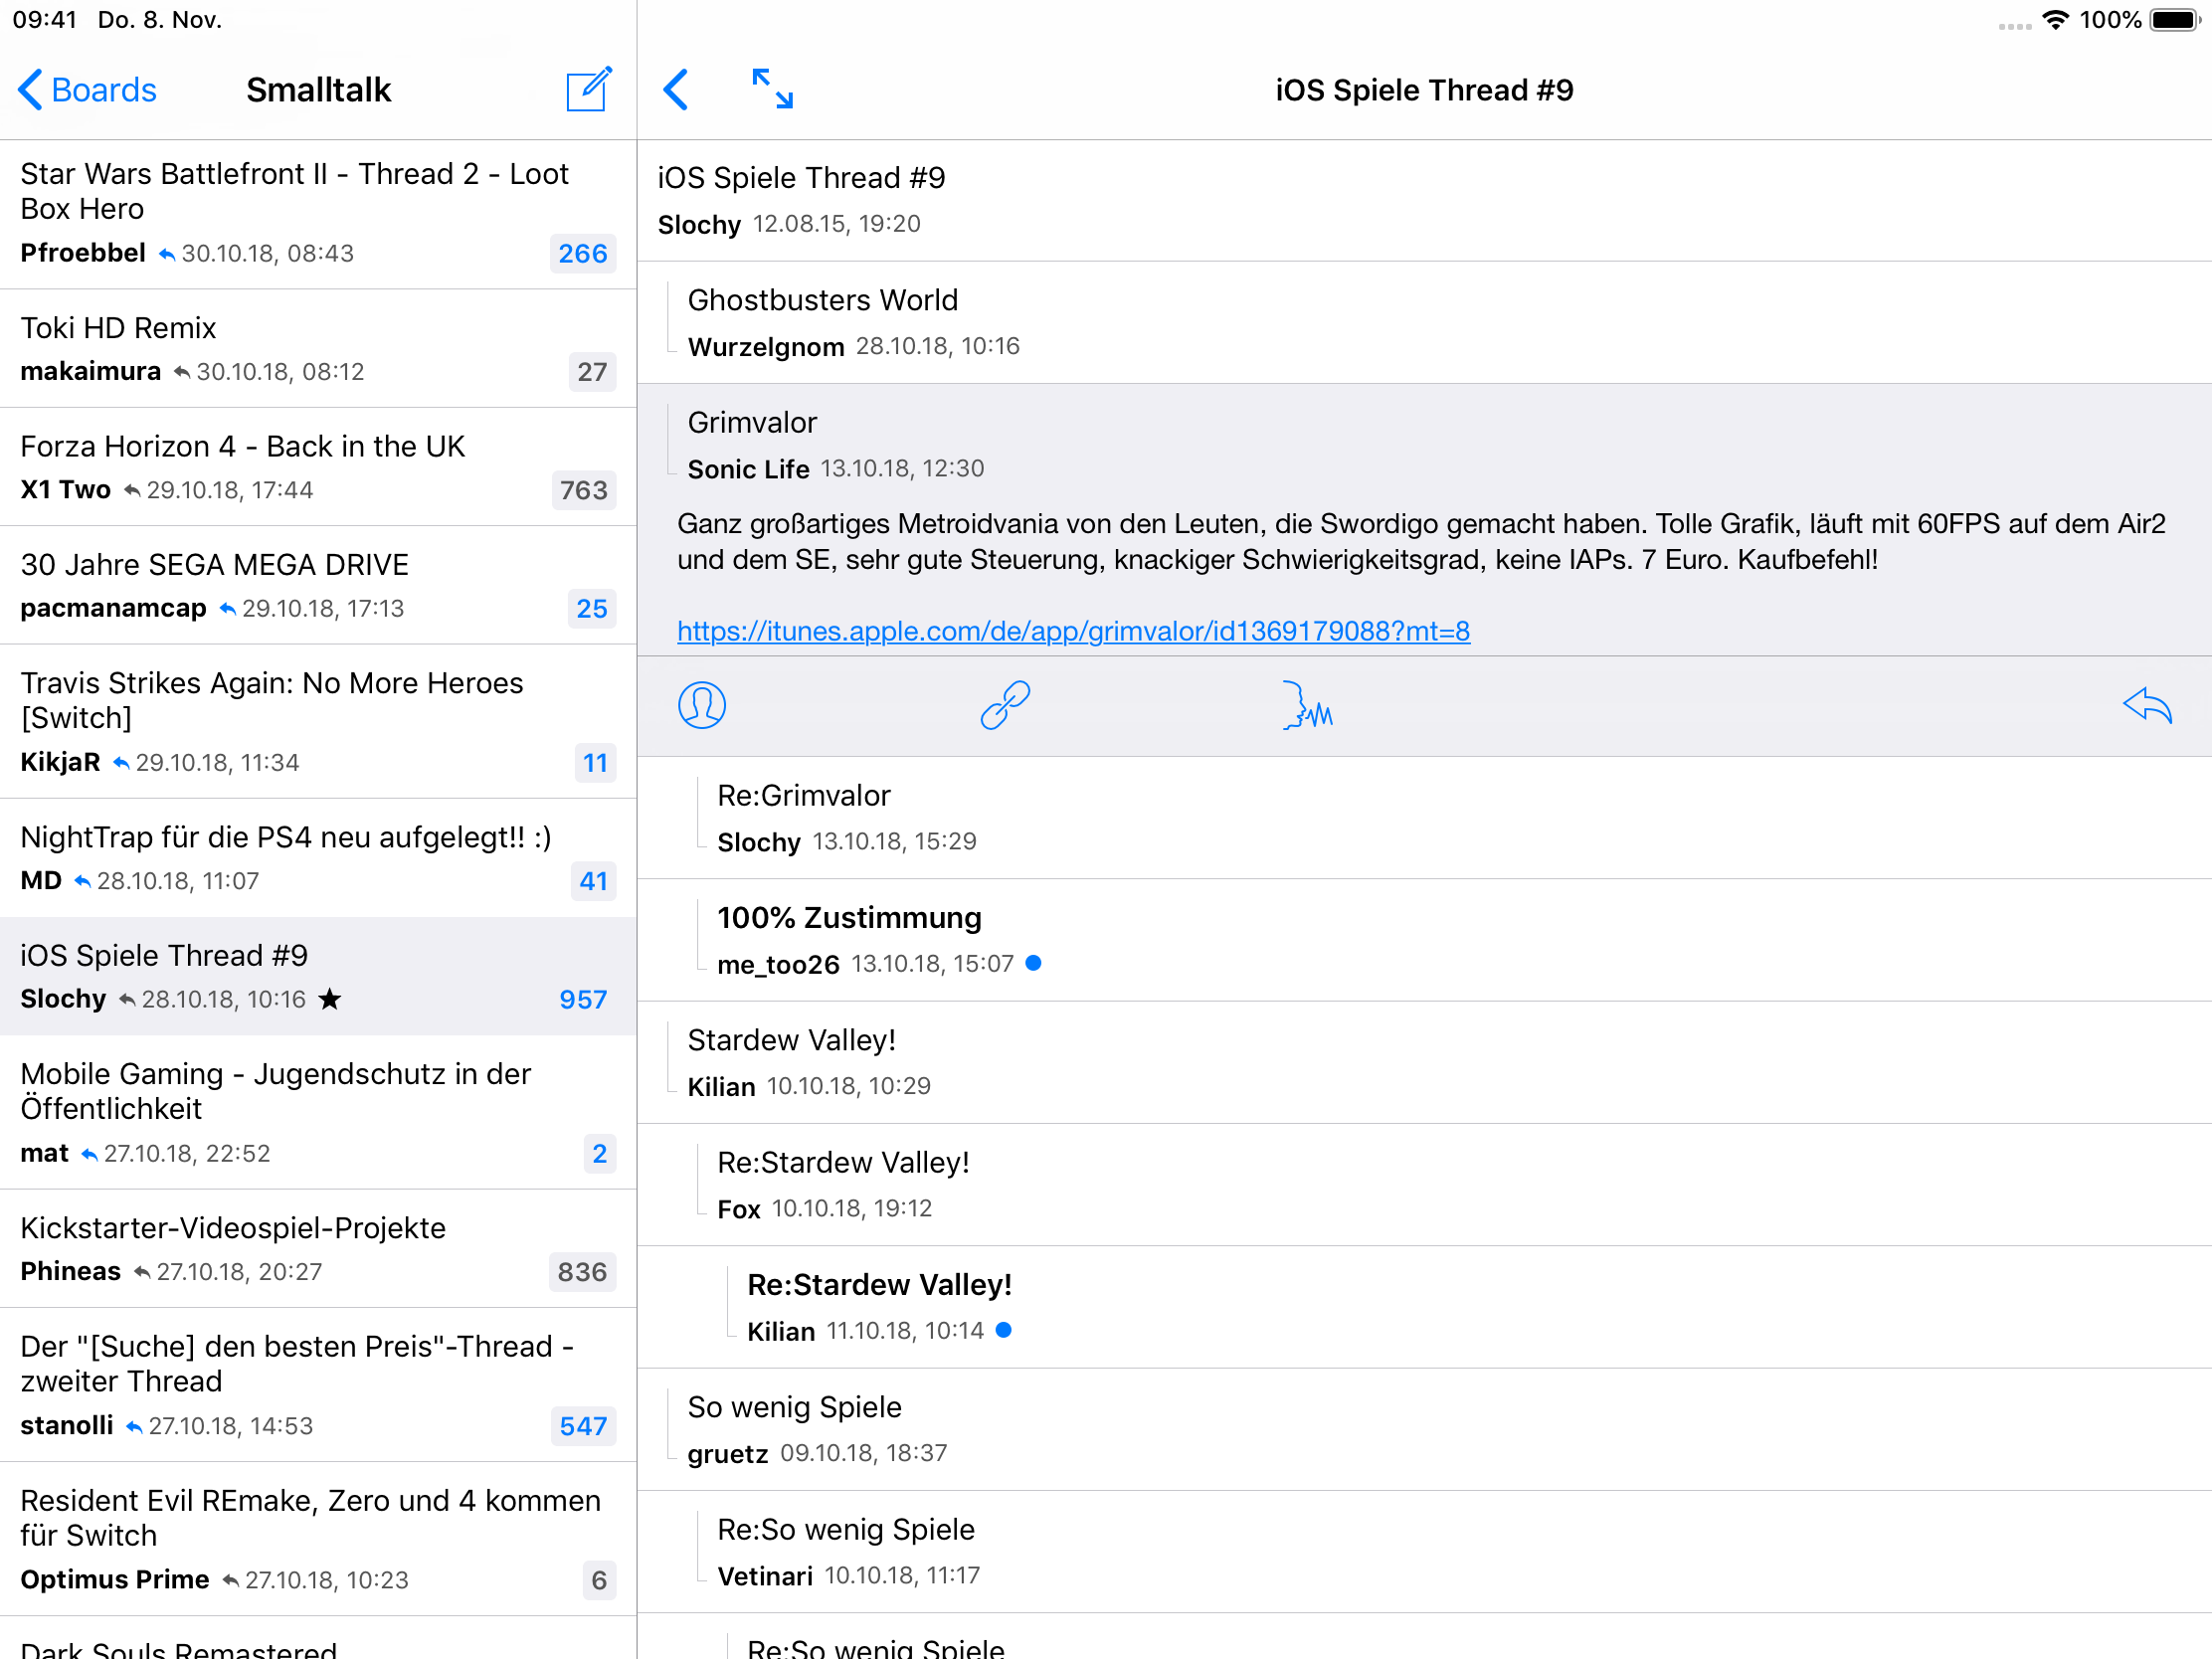 09:41 Do. 8. Nov.
100%
Boards
Smalltalk
iOS Spiele Thread #9
Star Wars Battlefront II - Thread 2 - Loot
Box Hero
Pfroebbel 30.10.18, 08:43
266
Toki HD Remix
makaimura 30.10.18, 08:12
27
Forza Horizon 4 - Back in the UK
X1 Two 29.10.18, 17:44
763
30 Jahre SEGA MEGA DRIVE
pacmanamcap 29.10.18, 17:13
25
Travis Strikes Again: No More Heroes
[Switch]
KikjaR 29.10.18, 11:34
11
NightTrap für die PS4 neu aufgelegt!! :)
MD 28.10.18, 11:07
41
iOS Spiele Thread #9
Slochy 28.10.18, 10:16 ★
957
Mobile Gaming - Jugendschutz in der
Öffentlichkeit
mat 27.10.18, 22:52
2
Kickstarter-Videospiel-Projekte
Phineas 27.10.18, 20:27
836
Der "[Suche] den besten Preis"-Thread -
zweiter Thread
stanolli 27.10.18, 14:53
547
Resident Evil REmake, Zero und 4 kommen
für Switch
Optimus Prime 27.10.18, 10:23
6
Dark Souls Remastered
iOS Spiele Thread #9
Slochy 12.08.15, 19:20
Ghostbusters World
Wurzelgnom 28.10.18, 10:16
Grimvalor
Sonic Life 13.10.18, 12:30
Ganz großartiges Metroidvania von den Leuten, die Swordigo gemacht haben. Tolle Grafik, läuft mit 60FPS auf dem Air2
und dem SE, sehr gute Steuerung, knackiger Schwierigkeitsgrad, keine IAPs. 7 Euro. Kaufbefehl!
https://itunes.apple.com/de/app/grimvalor/id1369179088?mt=8
Re:Grimvalor
Slochy 13.10.18, 15:29
100% Zustimmung
me_too26 13.10.18, 15:07
Stardew Valley!
Kilian 10.10.18, 10:29
Re:Stardew Valley!
Fox 10.10.18, 19:12
Re:Stardew Valley!
Kilian 11.10.18, 10:14
So wenig Spiele
gruetz 09.10.18, 18:37
Re:So wenig Spiele
Vetinari 10.10.18, 11:17
Re:So wenig Spiele